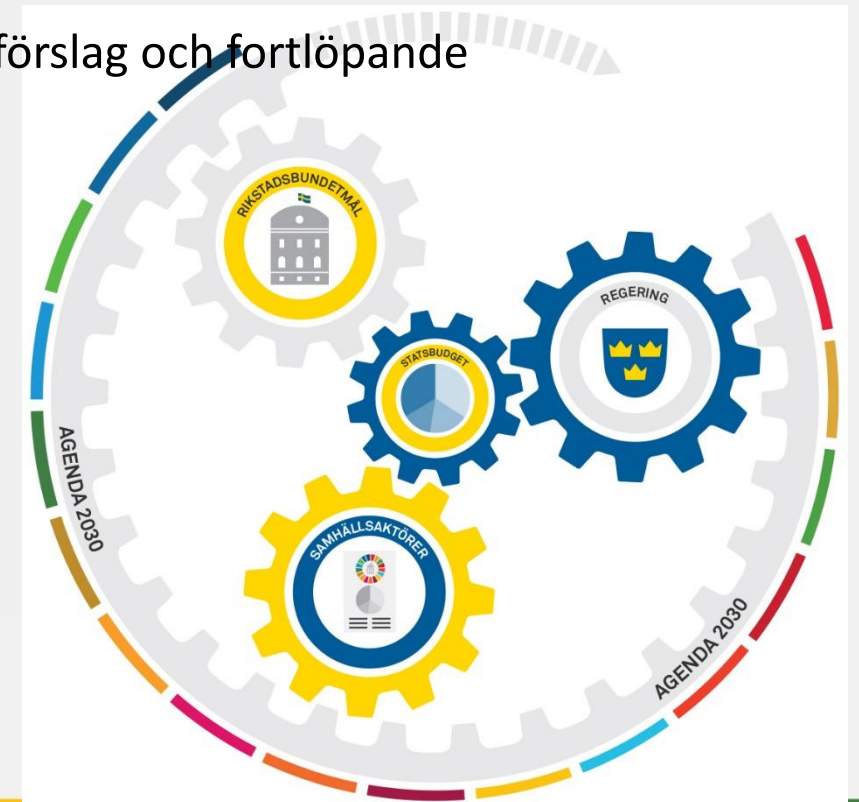 förslag och fortlöpande
RIKSTADSBUNDETMÅL
REGERING
STATSBUDGET
AGENDA 2030
SAMHÄLLSAKTÖRER
AGENDA 2030